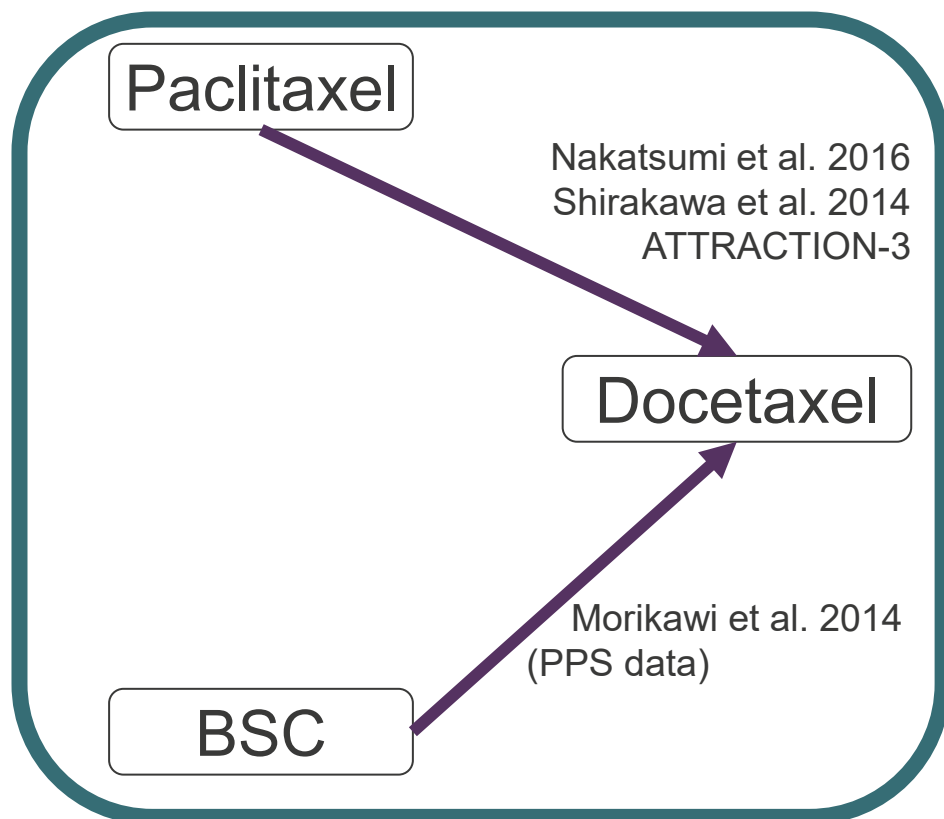 Paclitaxel
Nakatsumi et al. 2016
Shirakawa et al. 2014
ATTRACTION-3
Docetaxel
Morikawi et al. 2014
(PPS data)
BSC